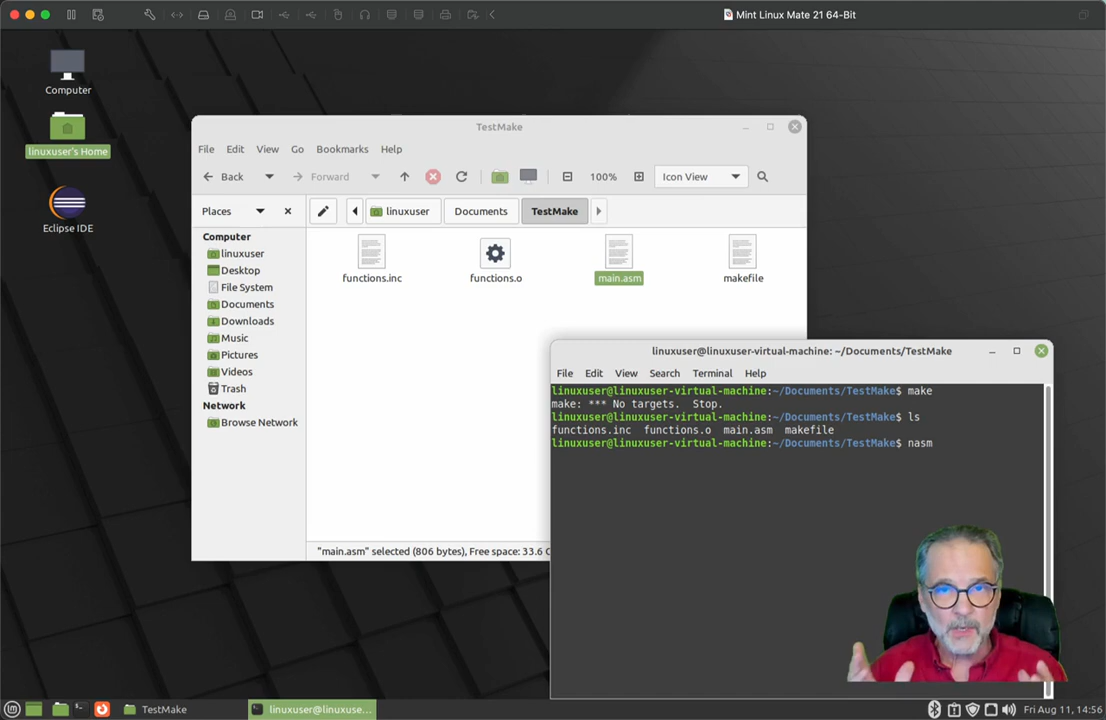 Mint Linux Mate 21 64-Bit
Computer
linuxuser's Home
Eclipse IDE
TestMake
File Edit View Go Bookmarks Help
Back Forward 100% Icon View
Places linuxuser Documents TestMake
Computer
linuxuser
Desktop
File System
Documents
Downloads
Music
Pictures
Videos
Trash
Network
Browse Network
functions.inc functions.o main.asm makefile
"main.asm" selected (806 bytes), Free space: 33.6 G
linuxuser@linuxuser-virtual-machine: ~/Documents/TestMake
File Edit View Search Terminal Help
linuxuser@linuxuser-virtual-machine:~/Documents/TestMake$ make
make: *** No targets.  Stop.
linuxuser@linuxuser-virtual-machine:~/Documents/TestMake$ ls
functions.inc  functions.o  main.asm  makefile
linuxuser@linuxuser-virtual-machine:~/Documents/TestMake$ nasm
TestMake linuxuser@linuxuse... Fri Aug 11, 14:56